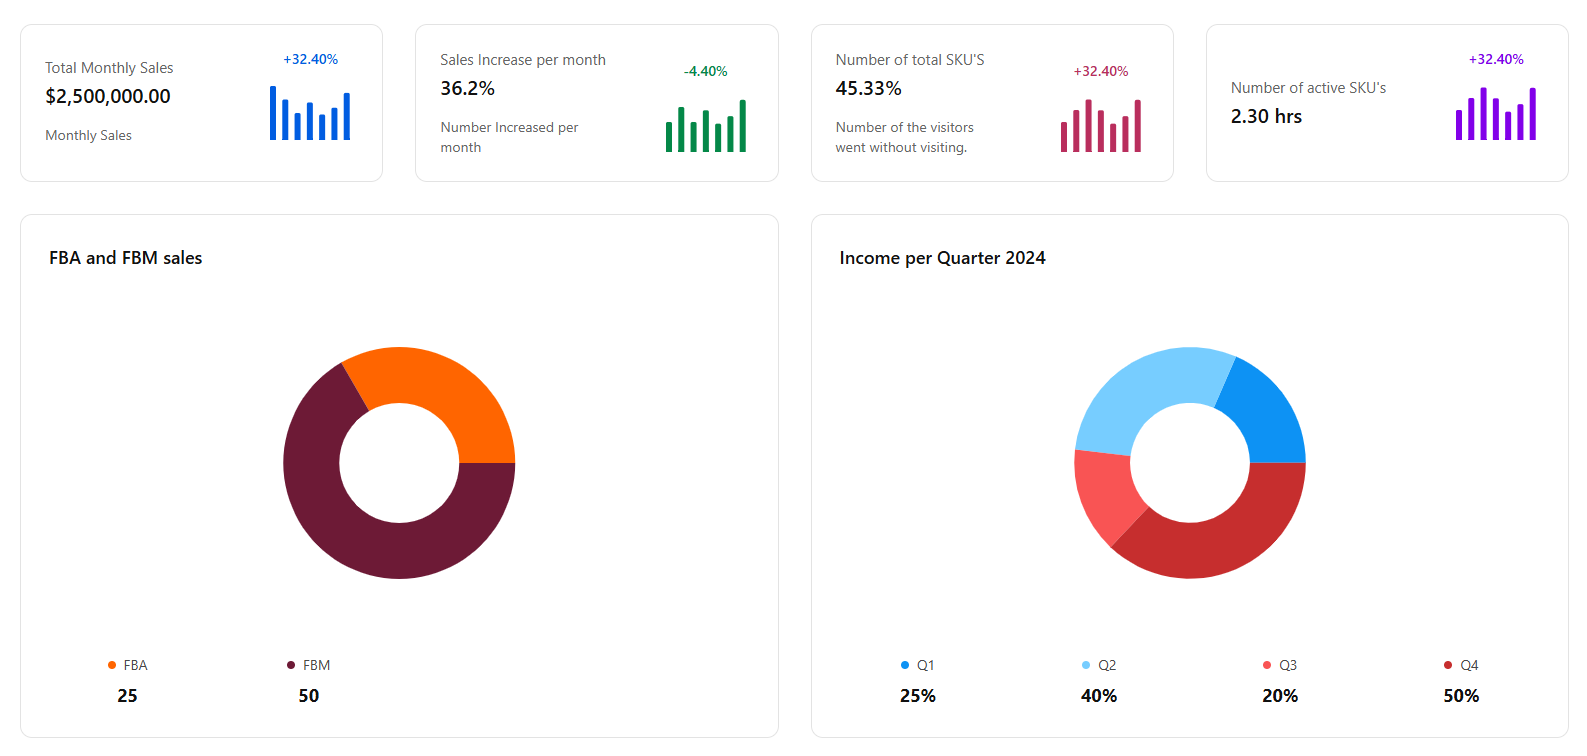 Total Monthly Sales
$2,500,000.00
Monthly Sales
+32.40%
Sales Increase per month
36.2%
Number Increased per
month
-4.40%
Number of total SKU'S
45.33%
Number of the visitors
went without visiting.
+32.40%
Number of active SKU's
2.30 hrs
+32.40%
FBA and FBM sales
FBA
25
FBM
50
Income per Quarter 2024
Q1
25%
Q2
40%
Q3
20%
Q4
50%